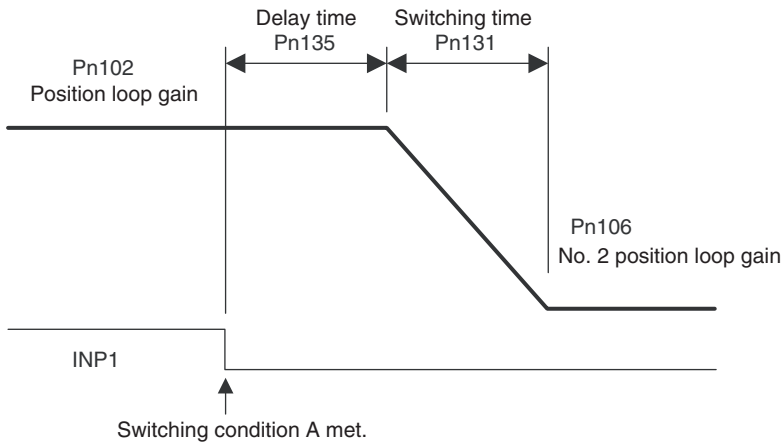 Delay time
Pn135
Switching time
Pn131
Pn102
Position loop gain
Pn106
No. 2 position loop gain
INP1
Switching condition A met.